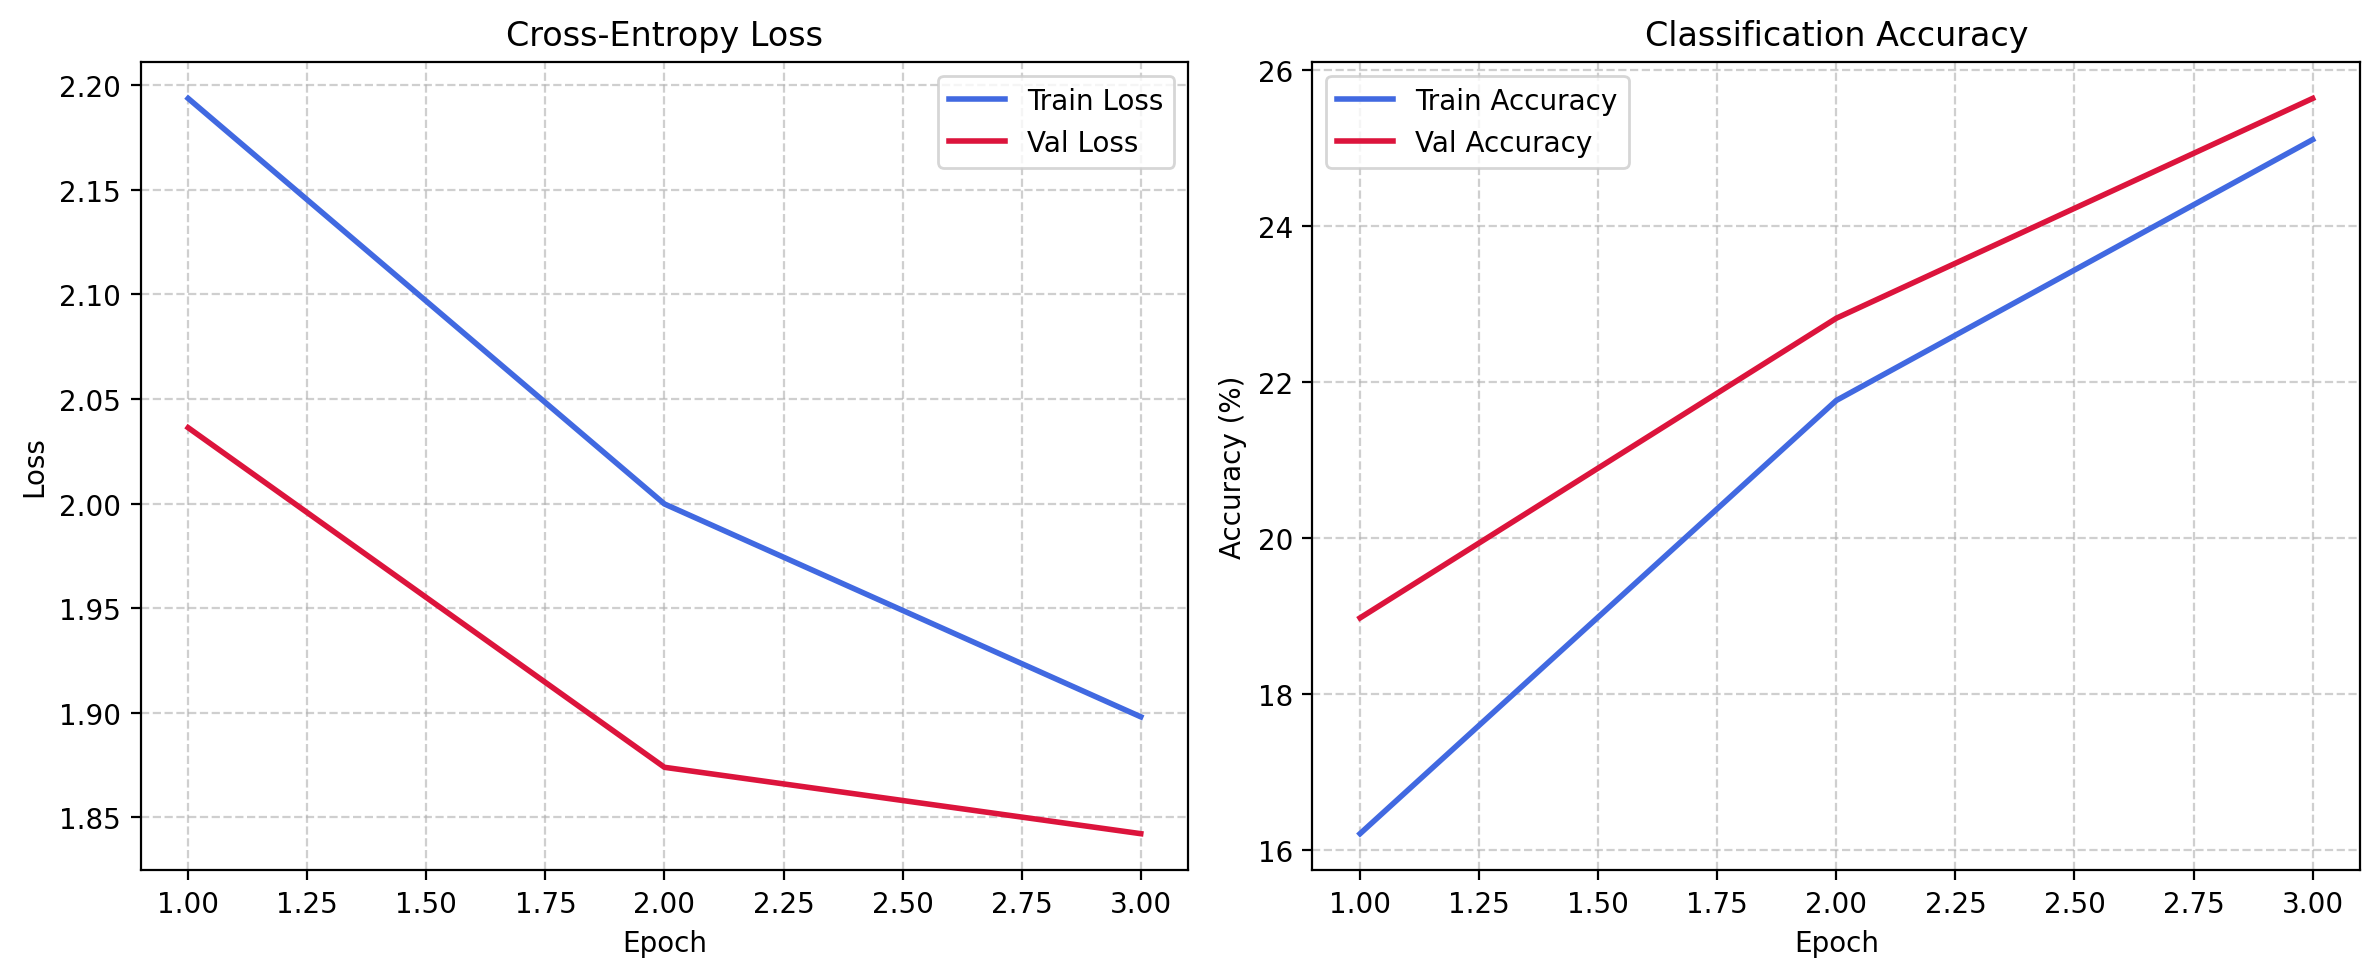 Cross-Entropy Loss
Train Loss
Val Loss
2.20
2.15
2.10
2.05
2.00
1.95
1.90
1.85
Loss
1.00 1.25 1.50 1.75 2.00 2.25 2.50 2.75 3.00
Epoch
Classification Accuracy
Train Accuracy
Val Accuracy
26
24
22
20
18
16
Accuracy (%)
1.00 1.25 1.50 1.75 2.00 2.25 2.50 2.75 3.00
Epoch